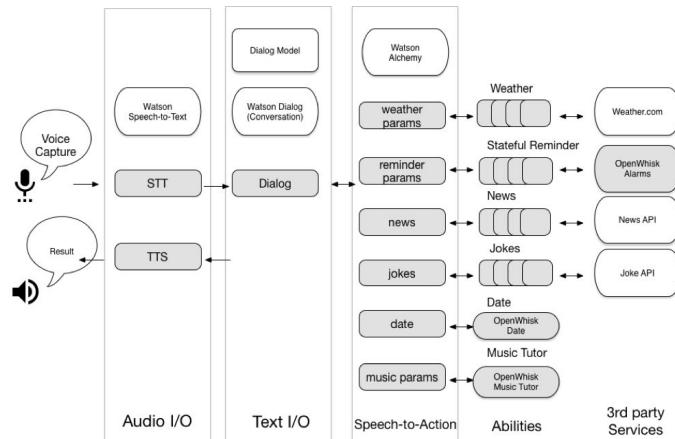 Voice
Capture
Result
Watson
Speech-to-Text
STT
TTS
Audio I/O
Dialog Model
Watson Dialog
(Conversation)
Dialog
Text I/O
Watson
Alchemy
weather
params
reminder
params
news
jokes
date
music params
Speech-to-Action
Weather
Stateful Reminder
News
Jokes
Date
OpenWhisk
Date
Music Tutor
OpenWhisk
Music Tutor
Abilities
Weather.com
OpenWhisk
Alarms
News API
Joke API
3rd party
Services